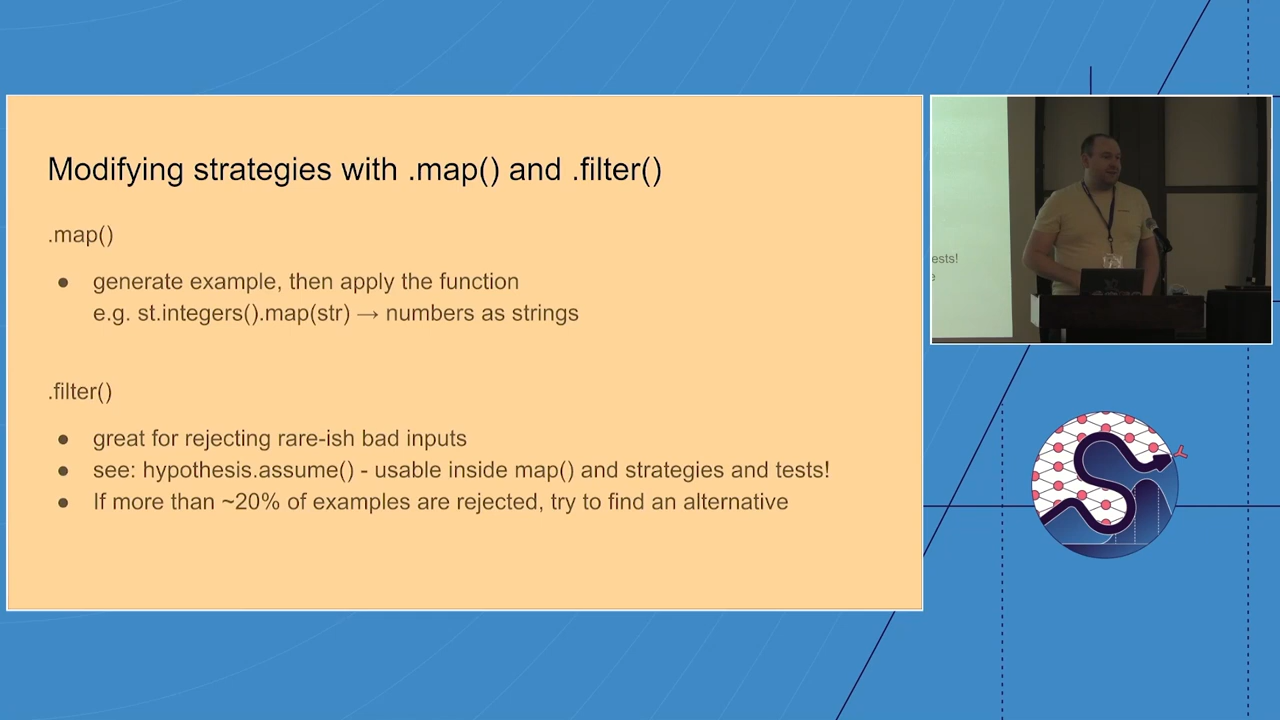 Modifying strategies with .map() and .filter()
.map()
● generate example, then apply the function
e.g. st.integers().map(str) → numbers as strings
.filter()
● great for rejecting rare-ish bad inputs
● see: hypothesis.assume() - usable inside map() and strategies and tests!
● If more than ~20% of examples are rejected, try to find an alternative
ests!
e